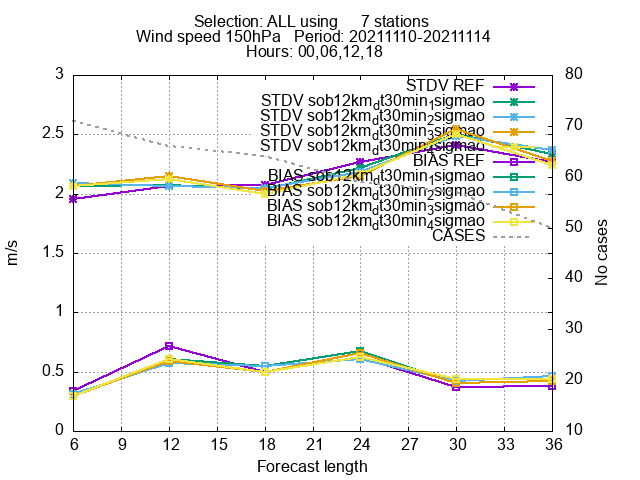 Selection: ALL using 7 stations
Wind speed 150hPa Period: 20211110-20211114
Hours: 00,06,12,18
STDV REF
STDV sob12km_dt30min_1sigmao
STDV sob12km_dt30min_2sigmao
STDV sob12km_dt30min_3sigmao
STDV sob12km_dt30min_4sigmao
BIAS REF
BIAS sob12km_dt30min_1sigmao
BIAS sob12km_dt30min_2sigmao
BIAS sob12km_dt30min_3sigmao
BIAS sob12km_dt30min_4sigmao
CASES
3
2.5
2
1.5
1
0.5
0
m/s
80
70
60
50
40
30
20
10
No cases
6 9 12 15 18 21 24 27 30 33 36
Forecast length